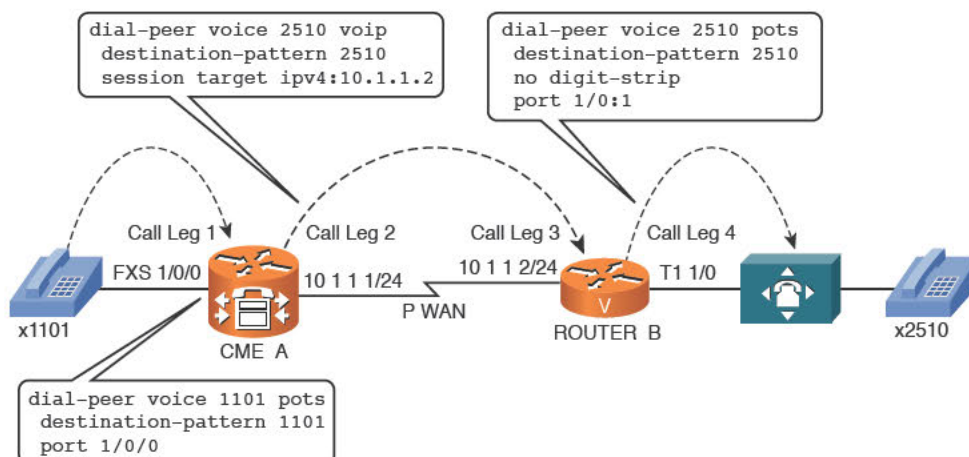 dial-peer voice 2510 voip
destination-pattern 2510
session target ipv4:10.1.1.2
dial-peer voice 2510 pots
destination-pattern 2510
no digit-strip
port 1/0:1
Call Leg 1
Call Leg 2
Call Leg 3
Call Leg 4
FXS 1/0/0
10 1 1 1/24
10 1 1 2/24
T1 1/0
P WAN
V
x1101
CME A
ROUTER B
x2510
dial-peer voice 1101 pots
destination-pattern 1101
port 1/0/0